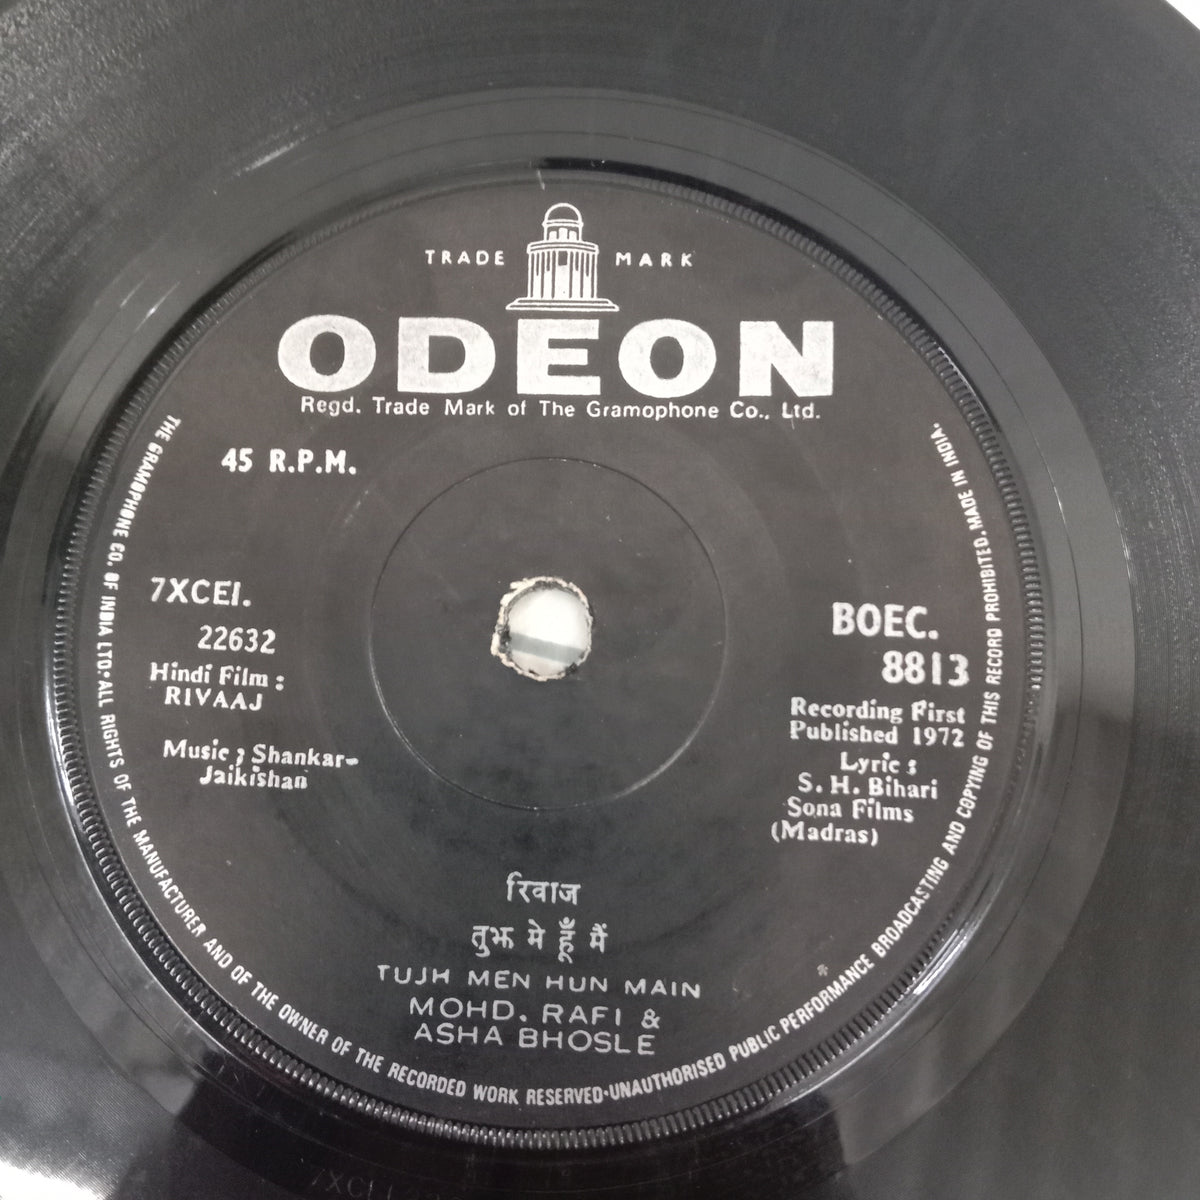 TRADE MARK
ODEON
Regd. Trade Mark of The Gramophone Co., Ltd.
45 R.P.M.
7XCEI.
22632
Hindi Film :
RIVAAJ
Music ; Shankar-
Jaikishan
BOEC.
8813
Recording First
Published 1972
Lyric :
S. H. Bihari
Sona Films
(Madras)
रिवाज
तुझ मे हूँ मैं
TUJH MEN HUN MAIN
MOHD. RAFI &
ASHA BHOSLE
THE GRAMOPHONE CO. OF INDIA LTD•ALL RIGHTS OF THE MANUFACTURER AND OF THE OWNER OF THE RECORDED WORK RESERVED•UNAUTHORISED PUBLIC PERFORMANCE BROADCASTING AND COPYING OF THIS RECORD PROHIBITED.MADE IN INDIA.